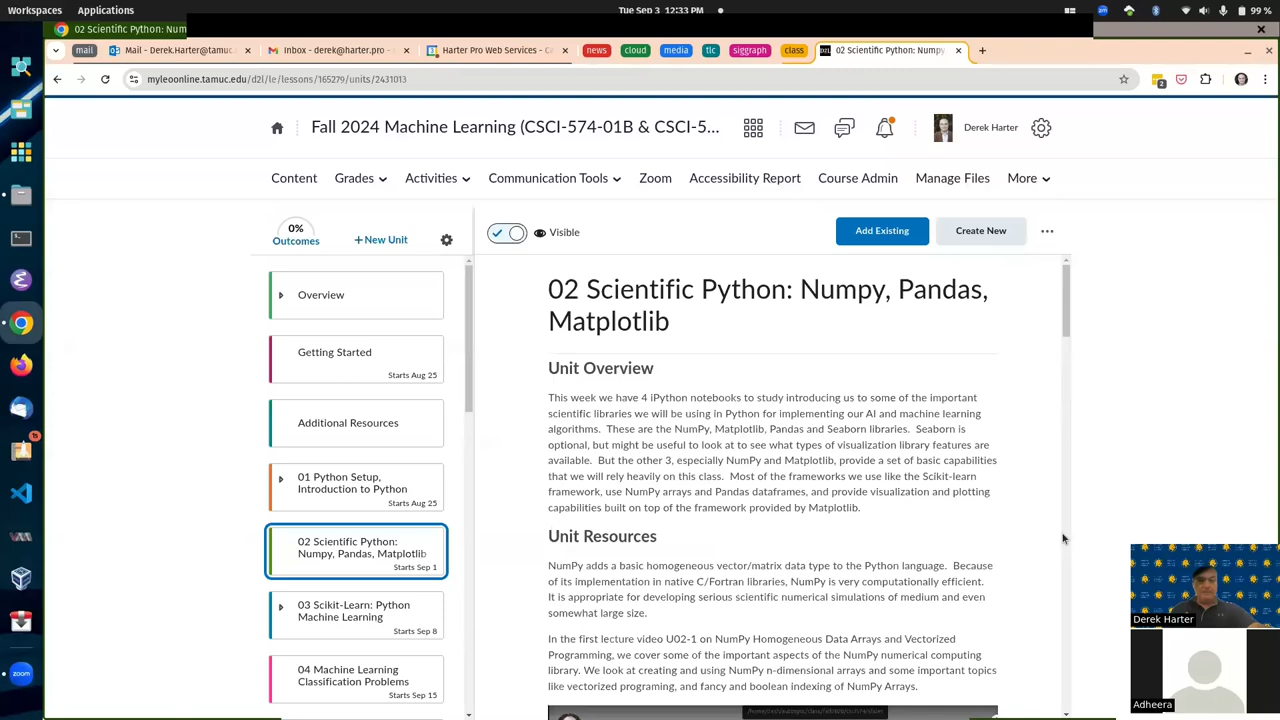 Workspaces Applications
Tue Sep 3 12:33 PM
99 %
02 Scientific Python: Num
mail
Mail - Derek.Harter@tamuc.
Inbox - derek@harter.pro -
Harter Pro Web Services - C
news
cloud
media
tlc
siggraph
class
02 Scientific Python: Numpy
myleoonline.tamuc.edu/d2l/le/lessons/165279/units/2431013
2
Fall 2024 Machine Learning (CSCI-574-01B & CSCI-5...
Derek Harter
Content
Grades
Activities
Communication Tools
Zoom
Accessibility Report
Course Admin
Manage Files
More
0%
Outcomes
+ New Unit
Visible
Add Existing
Create New
Overview
Getting Started
Starts Aug 25
Additional Resources
01 Python Setup,
Introduction to Python
Starts Aug 25
02 Scientific Python:
Numpy, Pandas, Matplotlib
Starts Sep 1
03 Scikit-Learn: Python
Machine Learning
Starts Sep 8
04 Machine Learning
Classification Problems
Starts Sep 15
02 Scientific Python: Numpy, Pandas,
Matplotlib
Unit Overview
This week we have 4 iPython notebooks to study introducing us to some of the important
scientific libraries we will be using in Python for implementing our AI and machine learning
algorithms. These are the NumPy, Matplotlib, Pandas and Seaborn libraries. Seaborn is
optional, but might be useful to look at to see what types of visualization library features are
available. But the other 3, especially NumPy and Matplotlib, provide a set of basic capabilities
that we will rely heavily on this class. Most of the frameworks we use like the Scikit-learn
framework, use NumPy arrays and Pandas dataframes, and provide visualization and plotting
capabilities built on top of the framework provided by Matplotlib.
Unit Resources
NumPy adds a basic homogeneous vector/matrix data type to the Python language. Because
of its implementation in native C/Fortran libraries, NumPy is very computationally efficient.
It is appropriate for developing serious scientific numerical simulations of medium and even
somewhat large size.
In the first lecture video U02-1 on NumPy Homogeneous Data Arrays and Vectorized
Programming, we cover some of the important aspects of the NumPy numerical computing
library. We look at creating and using NumPy n-dimensional arrays and some important topics
like vectorized programing, and fancy and boolean indexing of NumPy Arrays.
15
zoom
Derek Harter
Adheera